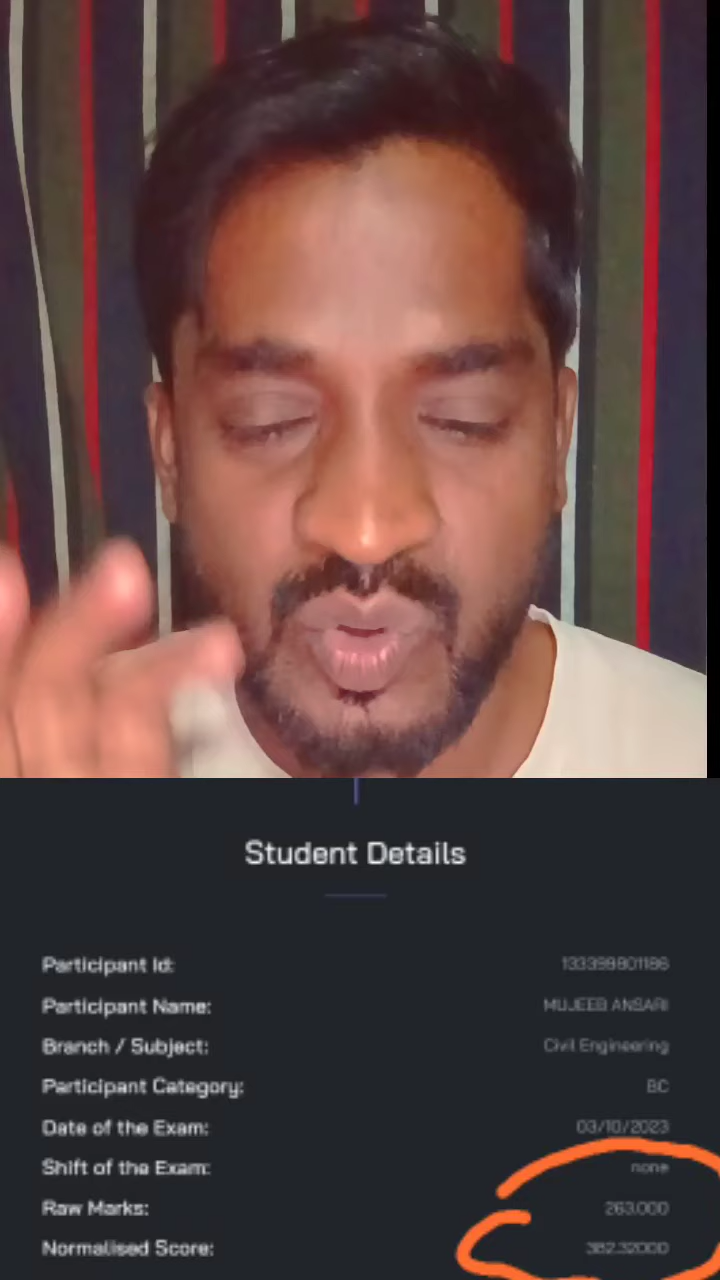 Student Details
Participant Id: 133399801186
Participant Name: MUJEEB ANSARI
Branch / Subject: Civil Engineering
Participant Category: BC
Date of the Exam: 03/10/2023
Shift of the Exam: none
Raw Marks: 263.000
Normalised Score: 382.32000